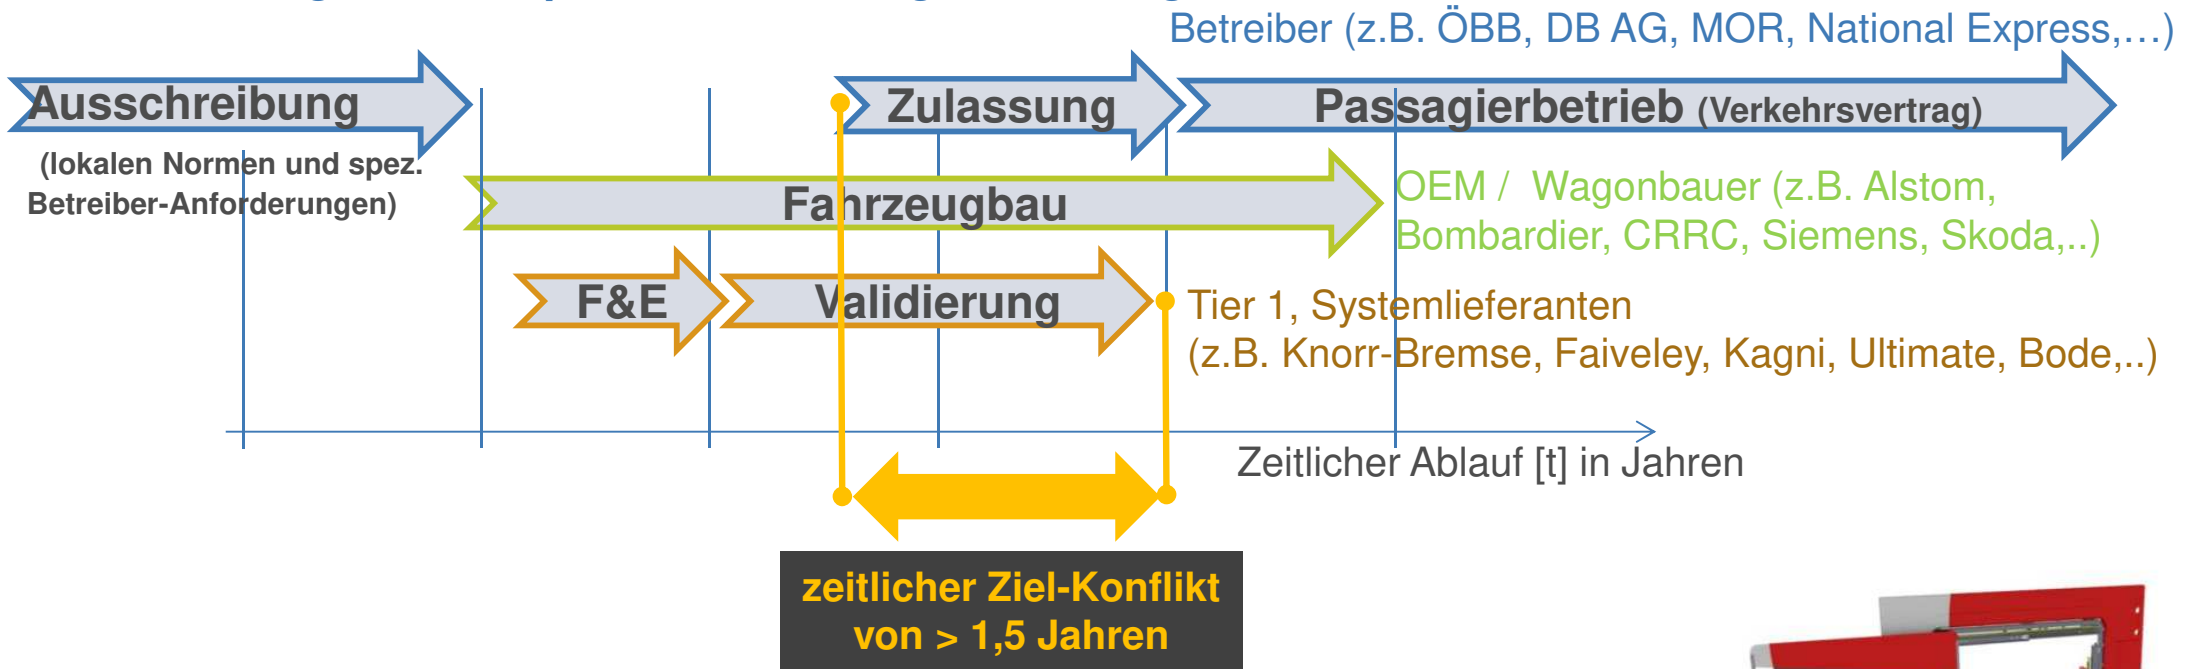 Betreiber (z.B. ÖBB, DB AG, MOR, National Express,…)
Ausschreibung
Zulassung
Passagierbetrieb (Verkehrsvertrag)
(lokalen Normen und spez.
Betreiber-Anforderungen)
Fahrzeugbau
OEM / Wagonbauer (z.B. Alstom,
Bombardier, CRRC, Siemens, Skoda,..)
F&E
Validierung
Tier 1, Systemlieferanten
(z.B. Knorr-Bremse, Faiveley, Kagni, Ultimate, Bode,..)
Zeitlicher Ablauf [t] in Jahren
zeitlicher Ziel-Konflikt
von > 1,5 Jahren